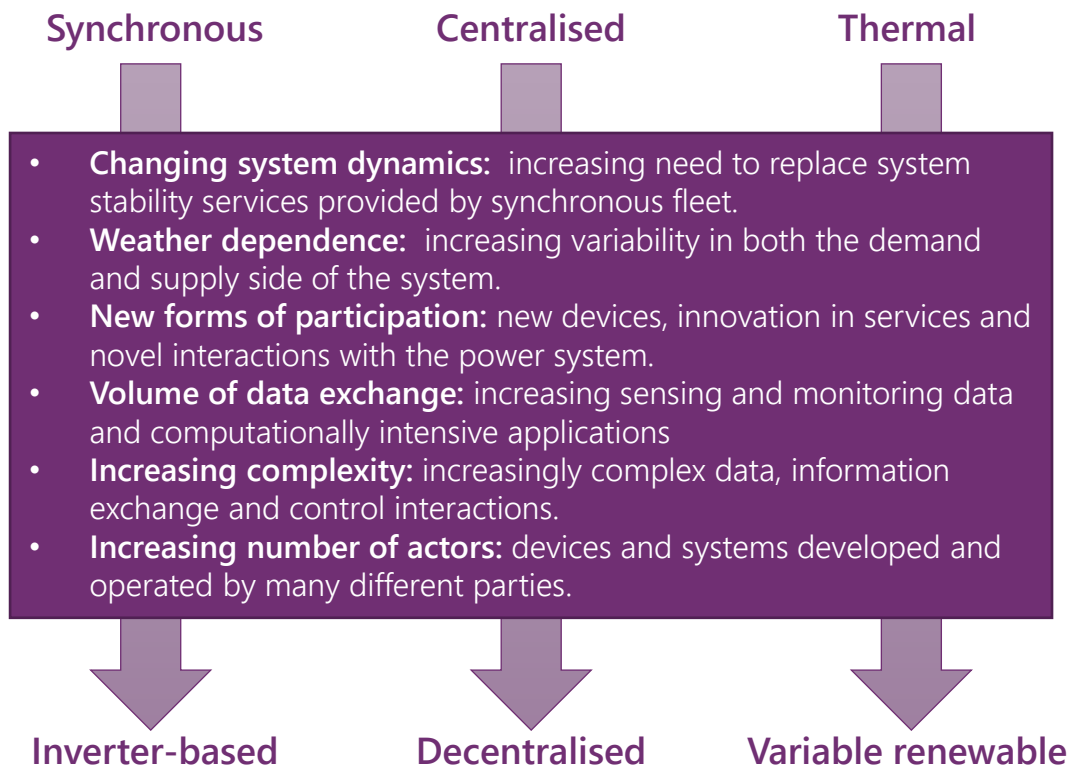 Synchronous Centralised Thermal
• Changing system dynamics: increasing need to replace system
stability services provided by synchronous fleet.
• Weather dependence: increasing variability in both the demand
and supply side of the system.
• New forms of participation: new devices, innovation in services and
novel interactions with the power system.
• Volume of data exchange: increasing sensing and monitoring data
and computationally intensive applications
• Increasing complexity: increasingly complex data, information
exchange and control interactions.
• Increasing number of actors: devices and systems developed and
operated by many different parties.
Inverter-based Decentralised Variable renewable